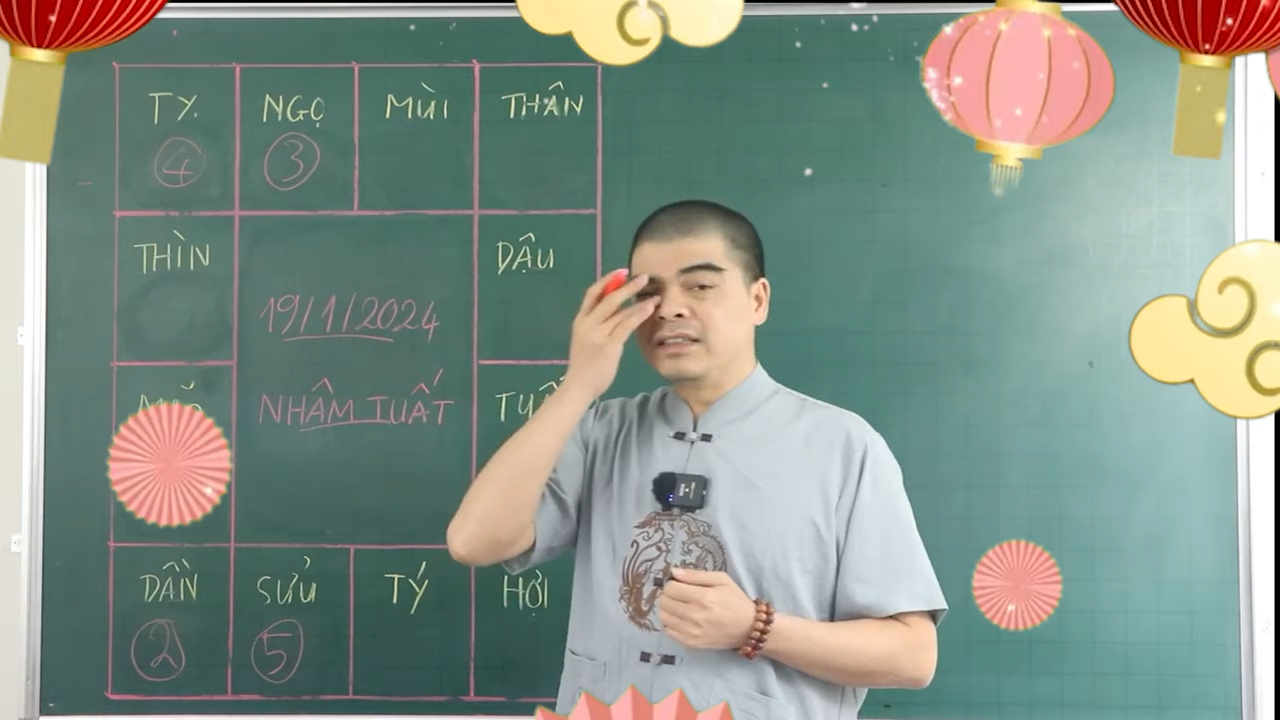 TỴ NGỌ MÙI THÂN
4 3
THÌN DẬU
19/1/2024
NHÂM TUẤT
DẦN SỬU TÝ HỢI
2 5